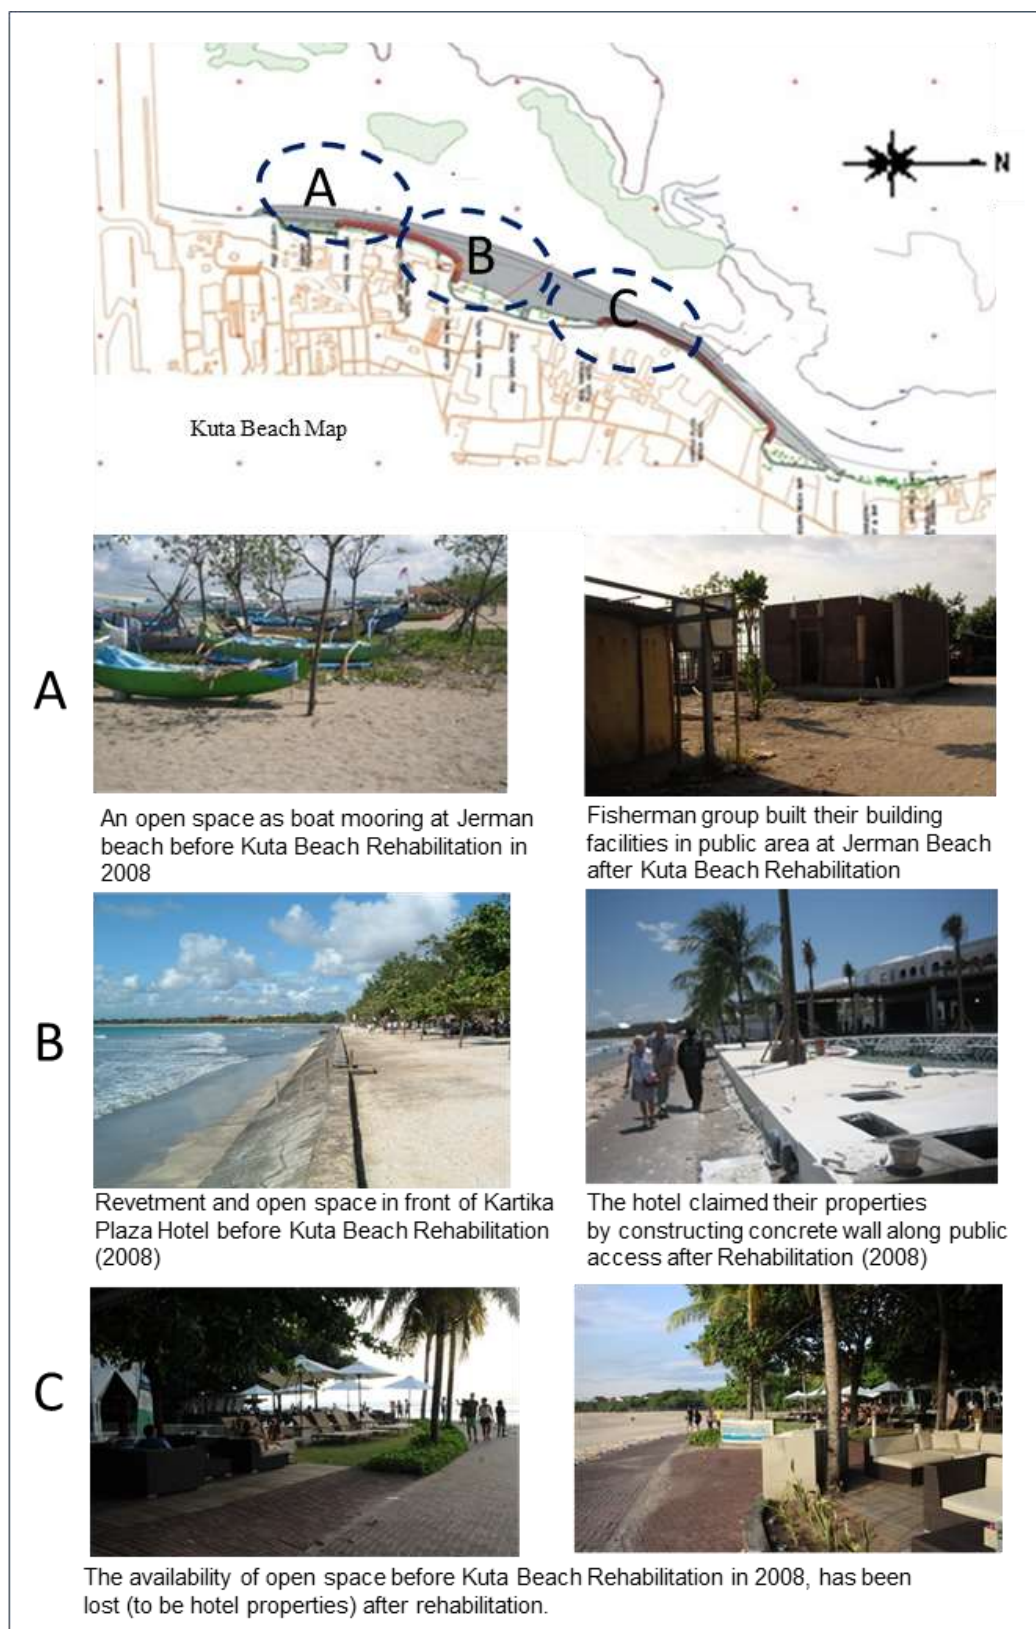 A
B
C
N
Kuta Beach Map
A
An open space as boat mooring at Jerman
beach before Kuta Beach Rehabilitation in
2008
Fisherman group built their building
facilities in public area at Jerman Beach
after Kuta Beach Rehabilitation
B
Revetment and open space in front of Kartika
Plaza Hotel before Kuta Beach Rehabilitation
(2008)
The hotel claimed their properties
by constructing concrete wall along public
access after Rehabilitation (2008)
C
The availability of open space before Kuta Beach Rehabilitation in 2008, has been
lost (to be hotel properties) after rehabilitation.